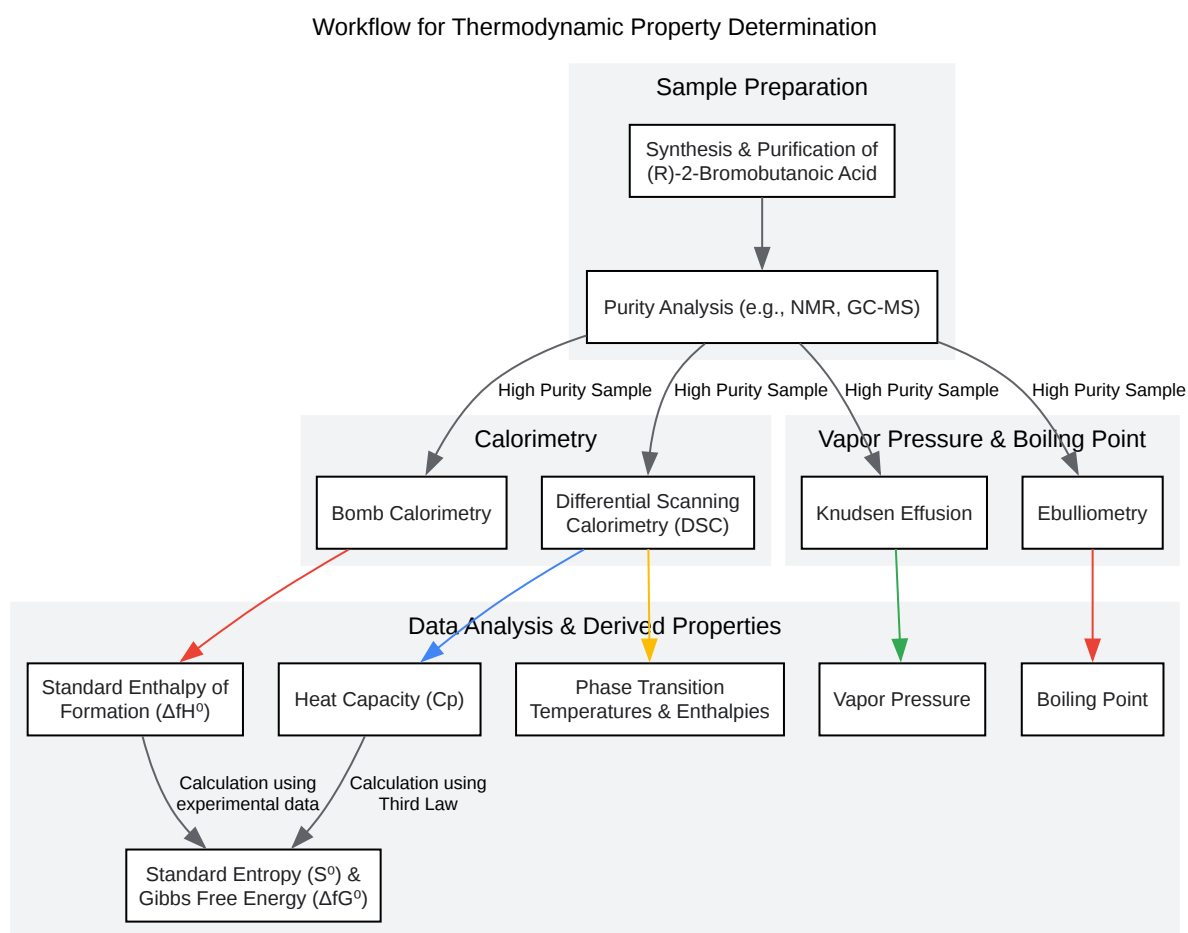 Workflow for Thermodynamic Property Determination
Sample Preparation
Synthesis & Purification of
(R)-2-Bromobutanoic Acid
Purity Analysis (e.g., NMR, GC-MS)
High Purity Sample
High Purity Sample
High Purity Sample
High Purity Sample
Calorimetry
Vapor Pressure & Boiling Point
Bomb Calorimetry
Differential Scanning
Calorimetry (DSC)
Knudsen Effusion
Ebulliometry
Data Analysis & Derived Properties
Standard Enthalpy of
Formation (ΔfH⁰)
Heat Capacity (Cp)
Phase Transition
Temperatures & Enthalpies
Vapor Pressure
Boiling Point
Calculation using
experimental data
Calculation using
Third Law
Standard Entropy (S⁰) &
Gibbs Free Energy (ΔfG⁰)